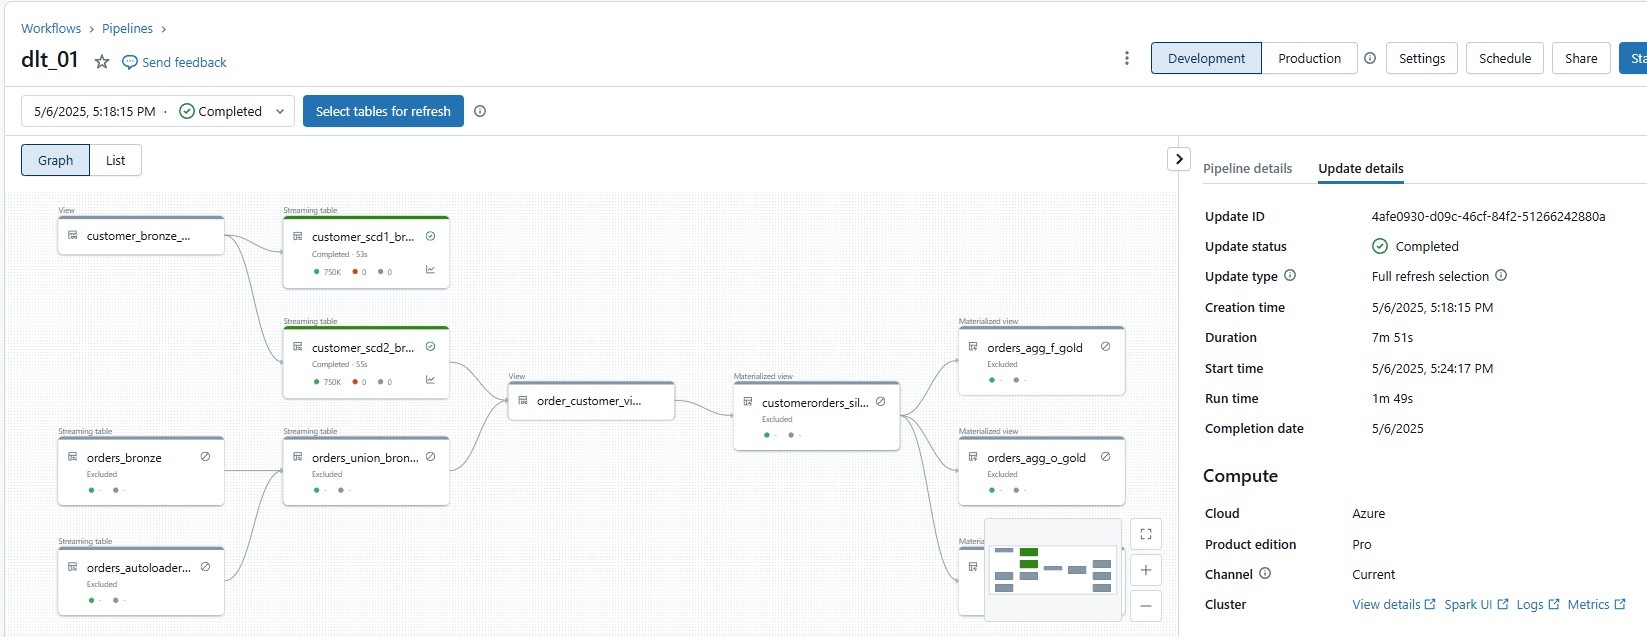 Workflows > Pipelines >
dlt_01 Send feedback
Development Production Settings Schedule Share Sta
5/6/2025, 5:18:15 PM · Completed Select tables for refresh
Graph List
Pipeline details Update details
View
customer_bronze_...
Streaming table
customer_scd1_br...
Completed · 53s
750K 0 0
Streaming table
customer_scd2_br...
Completed · 55s
750K 0 0
Streaming table
orders_bronze
Excluded
- -
Streaming table
orders_union_bron...
Excluded
- -
Streaming table
orders_autoloader...
Excluded
- -
View
order_customer_vi...
Materialized view
customerorders_sil...
Excluded
- -
Materialized view
orders_agg_f_gold
Excluded
- -
Materialized view
orders_agg_o_gold
Excluded
- -
Materia
Update ID 4afe0930-d09c-46cf-84f2-51266242880a
Update status Completed
Update type Full refresh selection
Creation time 5/6/2025, 5:18:15 PM
Duration 7m 51s
Start time 5/6/2025, 5:24:17 PM
Run time 1m 49s
Completion date 5/6/2025
Compute
Cloud Azure
Product edition Pro
Channel Current
Cluster View details Spark UI Logs Metrics